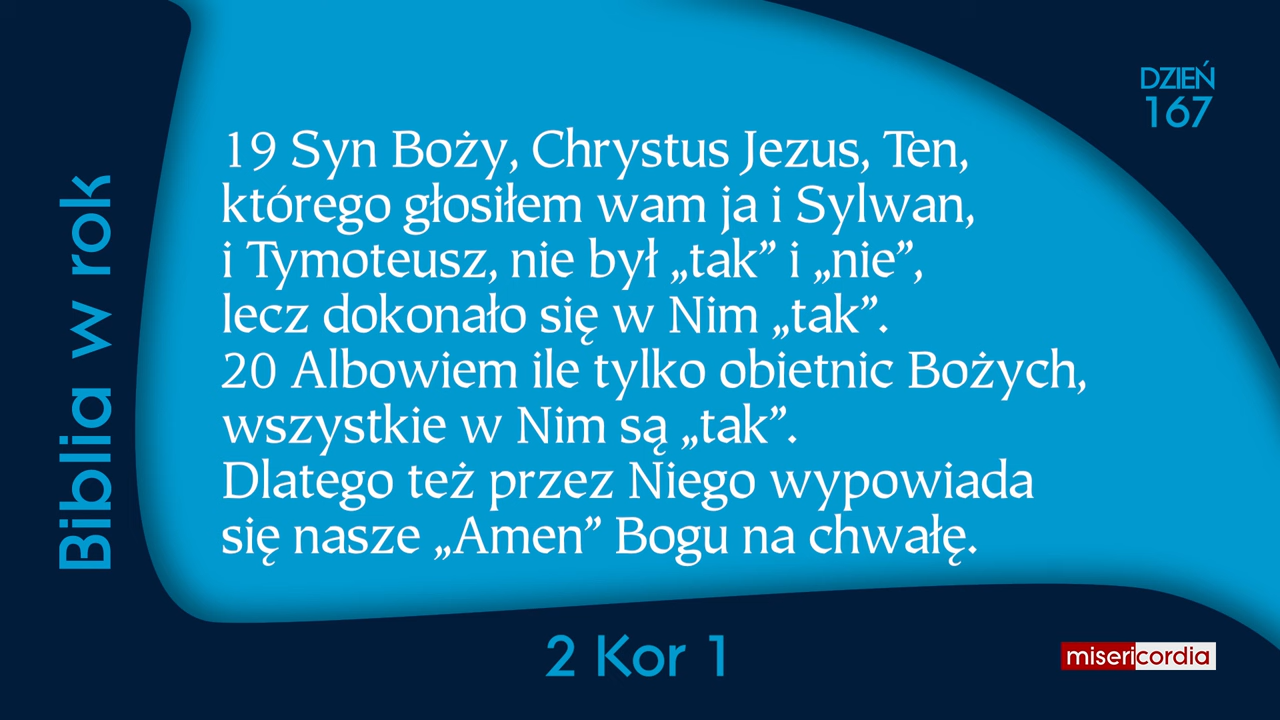 DZIEŃ
167
Biblia w rok
19 Syn Boży, Chrystus Jezus, Ten,
którego głosiłem wam ja i Sylwan,
i Tymoteusz, nie był „tak” i „nie”,
lecz dokonało się w Nim „tak”.
20 Albowiem ile tylko obietnic Bożych,
wszystkie w Nim są „tak”.
Dlatego też przez Niego wypowiada
się nasze „Amen” Bogu na chwałę.
2 Kor 1
misericordia